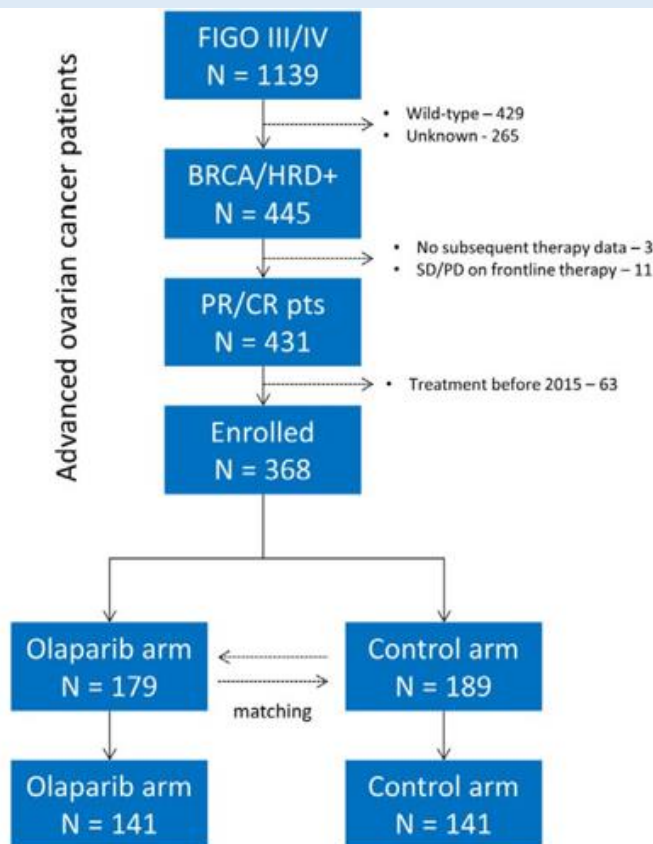 Advanced ovarian cancer patients
FIGO III/IV
N = 1139
• Wild-type – 429
• Unknown - 265
BRCA/HRD+
N = 445
• No subsequent therapy data – 3
• SD/PD on frontline therapy – 11
PR/CR pts
N = 431
• Treatment before 2015 – 63
Enrolled
N = 368
Olaparib arm
N = 179
matching
Control arm
N = 189
Olaparib arm
N = 141
Control arm
N = 141